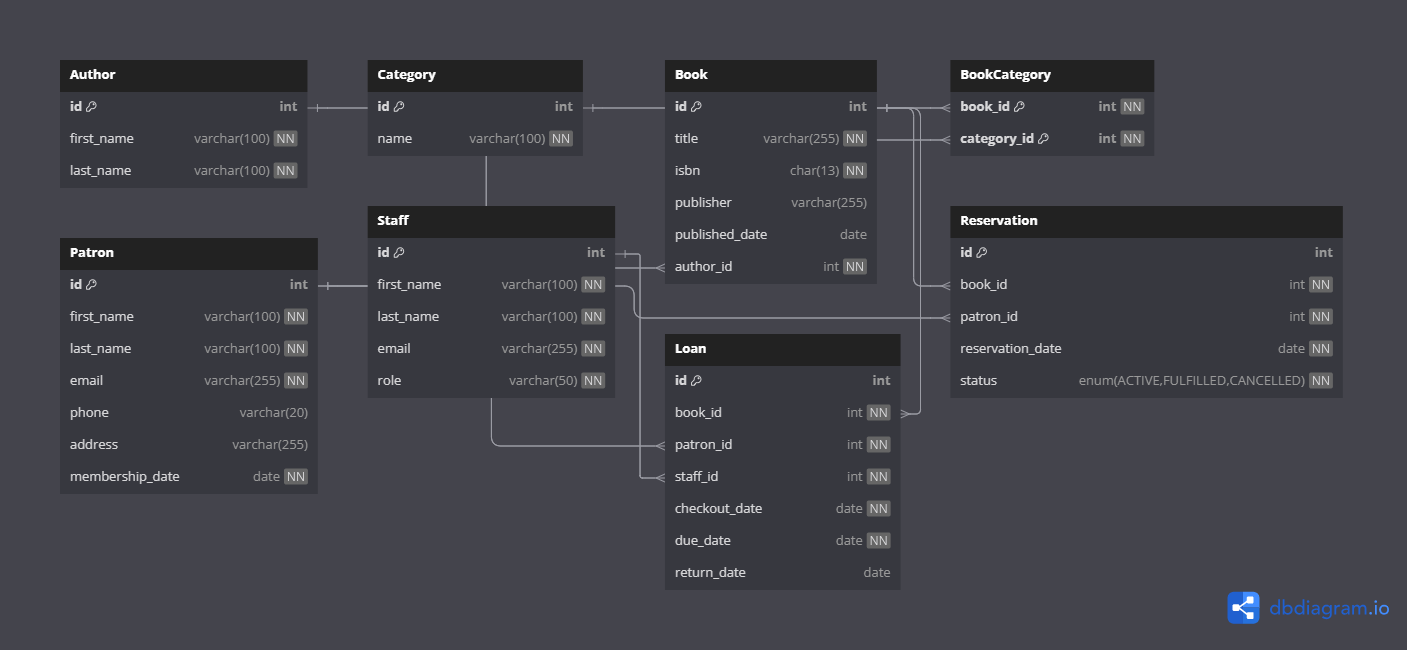 Author
id int
first_name varchar(100) NN
last_name varchar(100) NN
Category
id int
name varchar(100) NN
Book
id int
title varchar(255) NN
isbn char(13) NN
publisher varchar(255)
published_date date
author_id int NN
BookCategory
book_id int NN
category_id int NN
Patron
id int
first_name varchar(100) NN
last_name varchar(100) NN
email varchar(255) NN
phone varchar(20)
address varchar(255)
membership_date date NN
Staff
id int
first_name varchar(100) NN
last_name varchar(100) NN
email varchar(255) NN
role varchar(50) NN
Loan
id int
book_id int NN
patron_id int NN
staff_id int NN
checkout_date date NN
due_date date NN
return_date date
Reservation
id int
book_id int NN
patron_id int NN
reservation_date date NN
status enum(ACTIVE,FULFILLED,CANCELLED) NN
dbdiagram.io